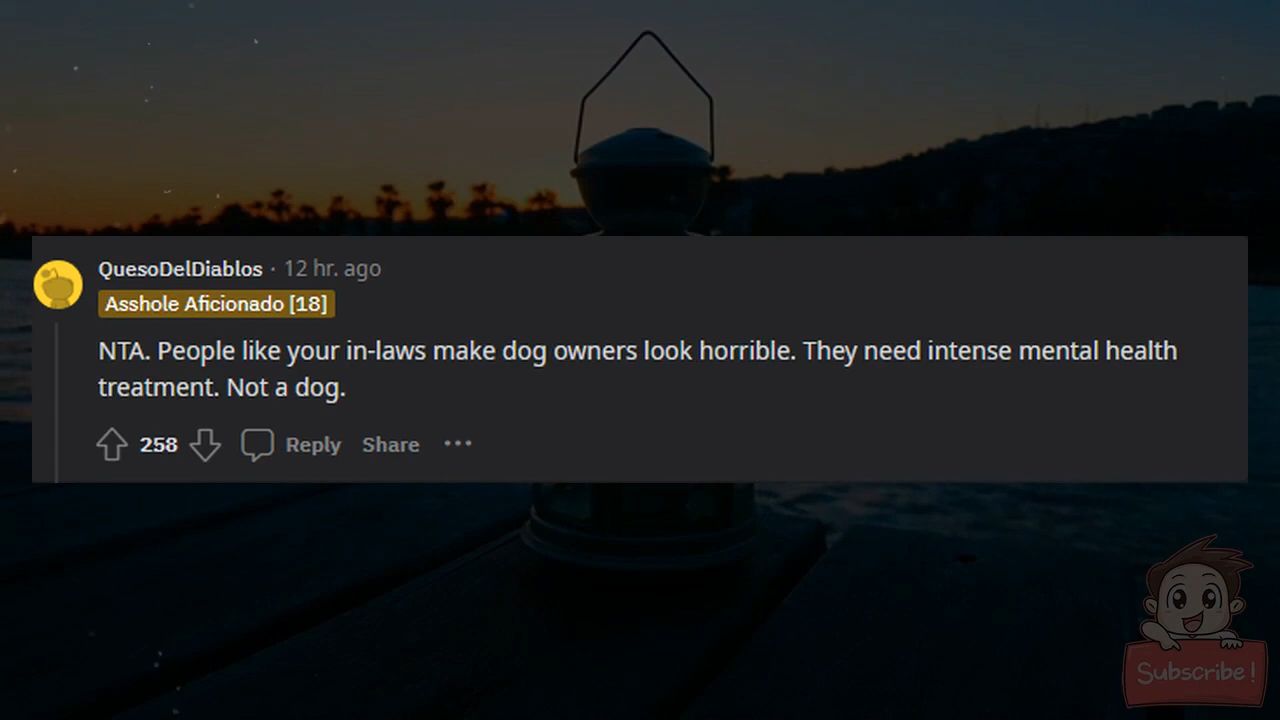 QuesoDelDiablos · 12 hr. ago
Asshole Aficionado [18]
NTA. People like your in-laws make dog owners look horrible. They need intense mental health
treatment. Not a dog.
258 Reply Share ···
Subscribe!